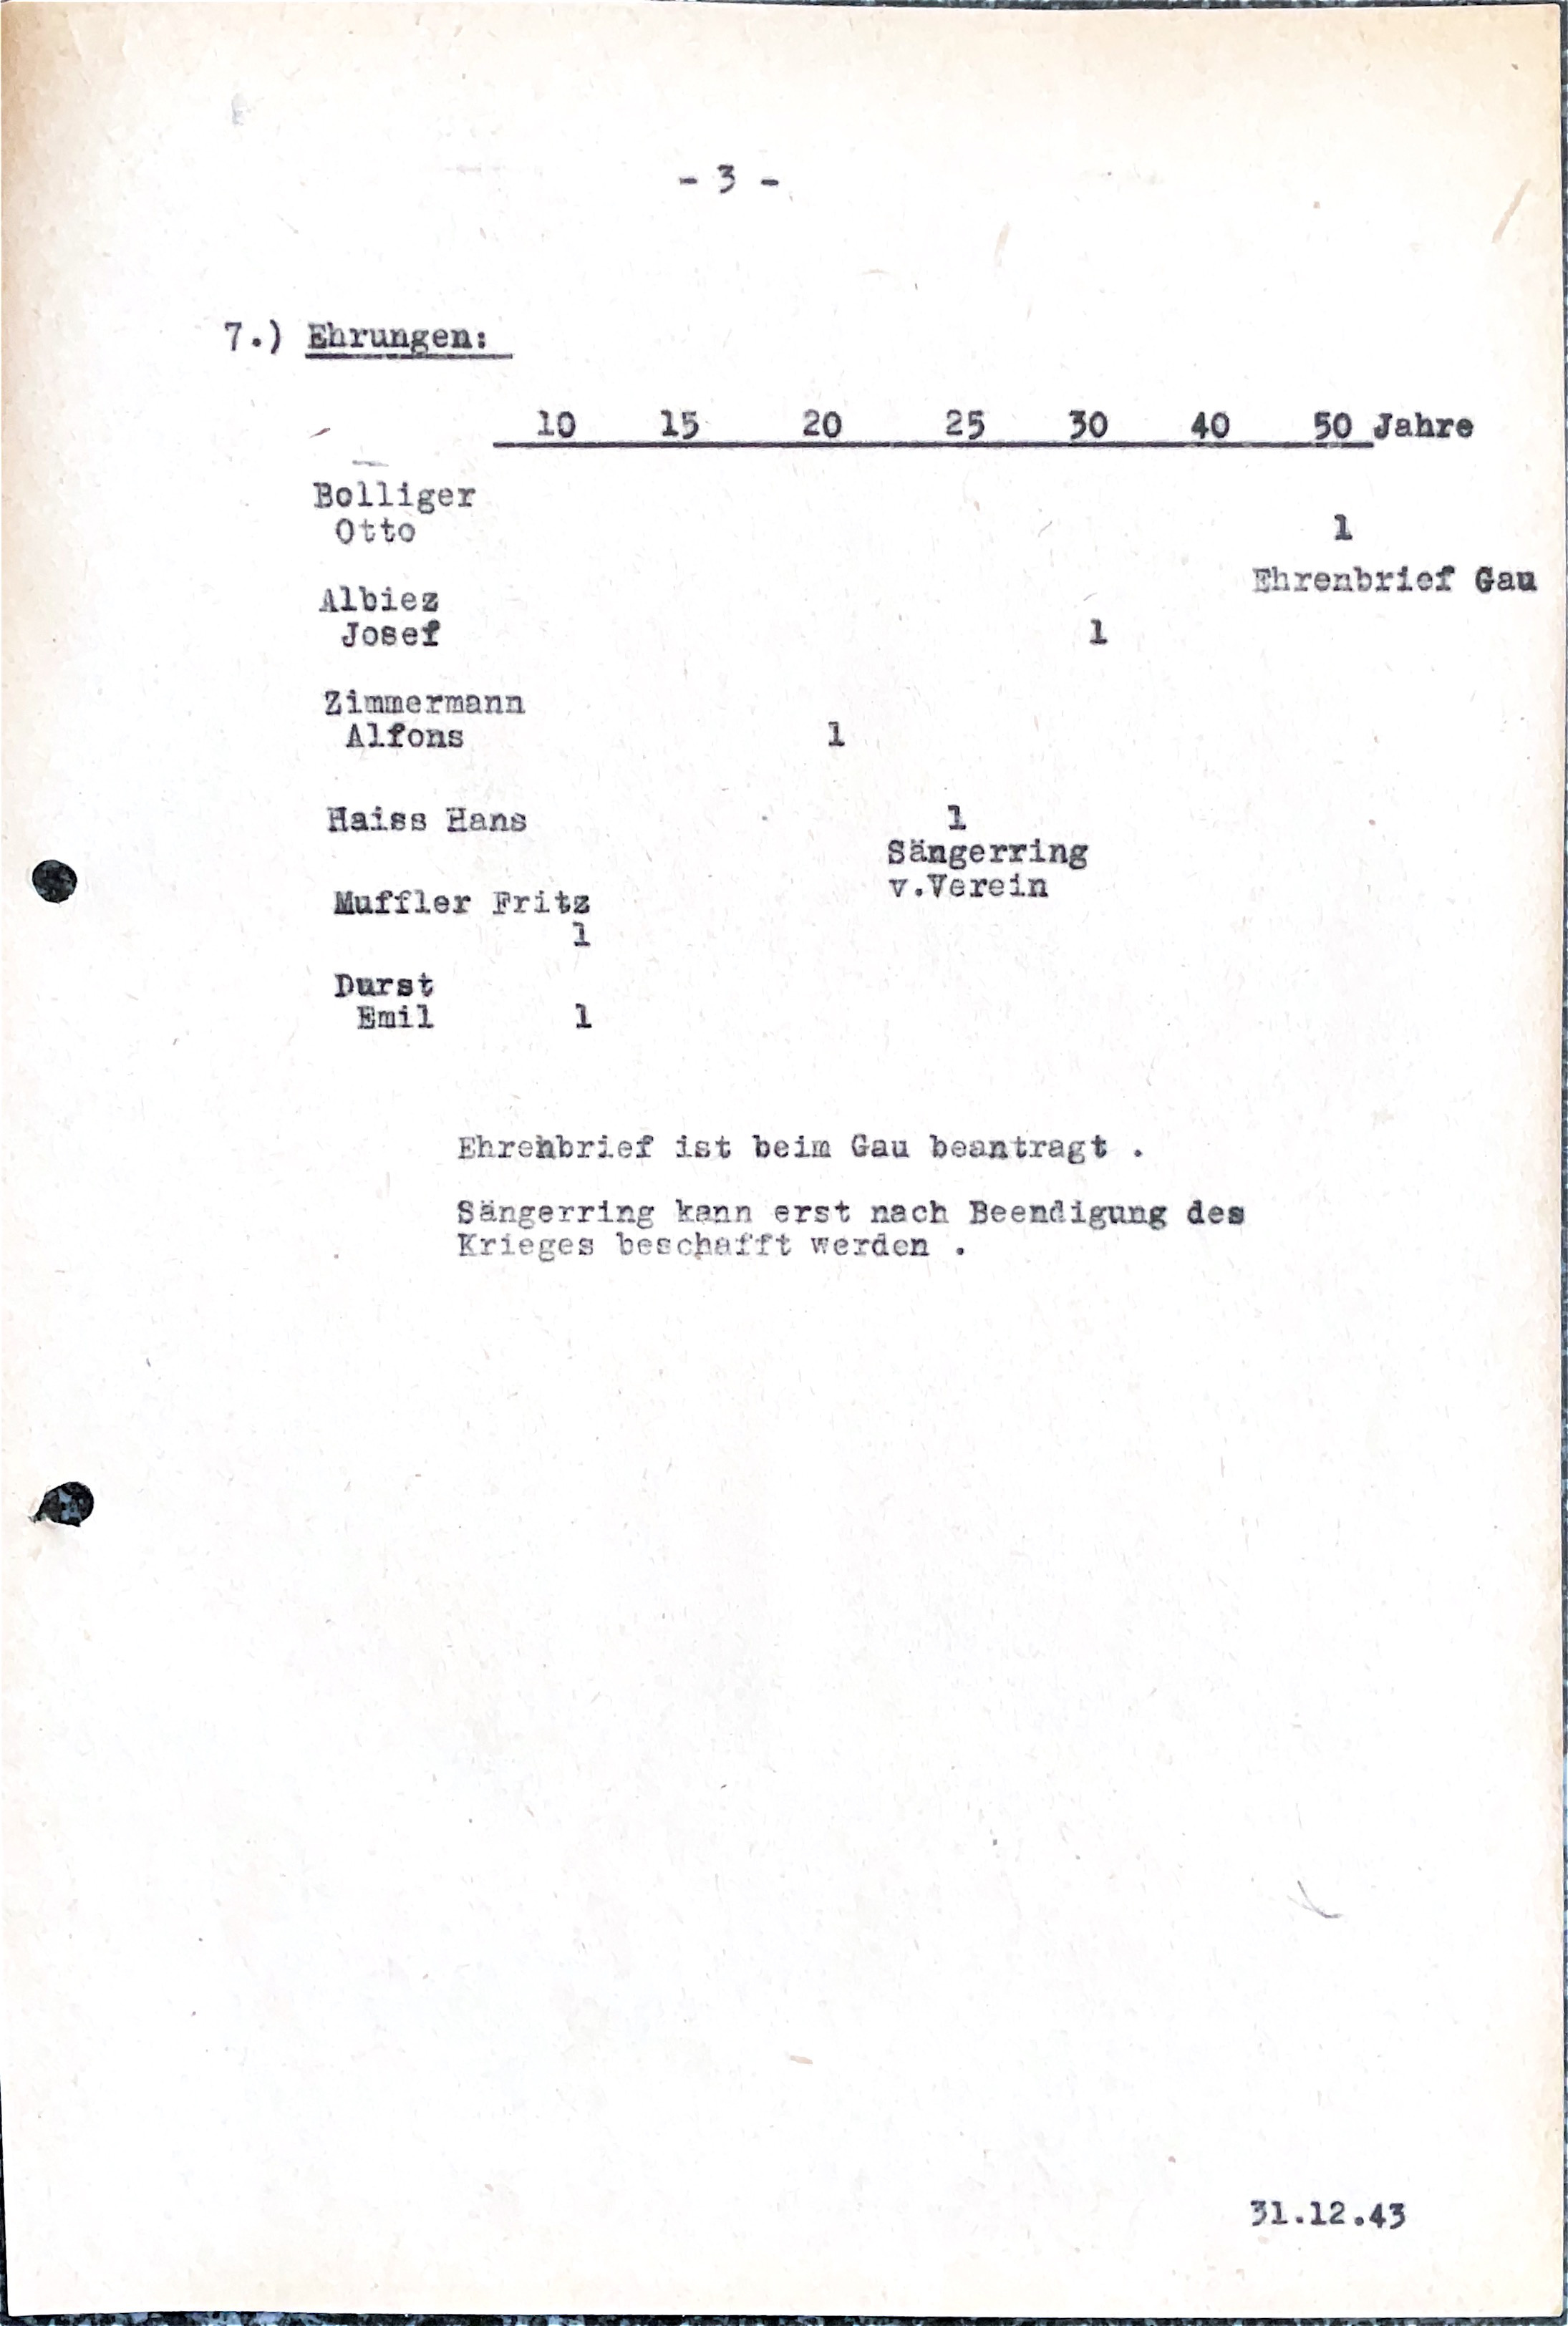 - 3 -
7.) Ehrungen:
10 15 20 25 30 40 50 Jahre
Bolliger
Otto 1
Ehrenbrief Gau
Albiez
Josef 1
Zimmermann
Alfons 1
Haiss Hans 1
Sängerring
v.Verein
Muffler Fritz
1
Durst
Emil 1
Ehrenbrief ist beim Gau beantragt .
Sängerring kann erst nach Beendigung des
Krieges beschafft werden .
31.12.43